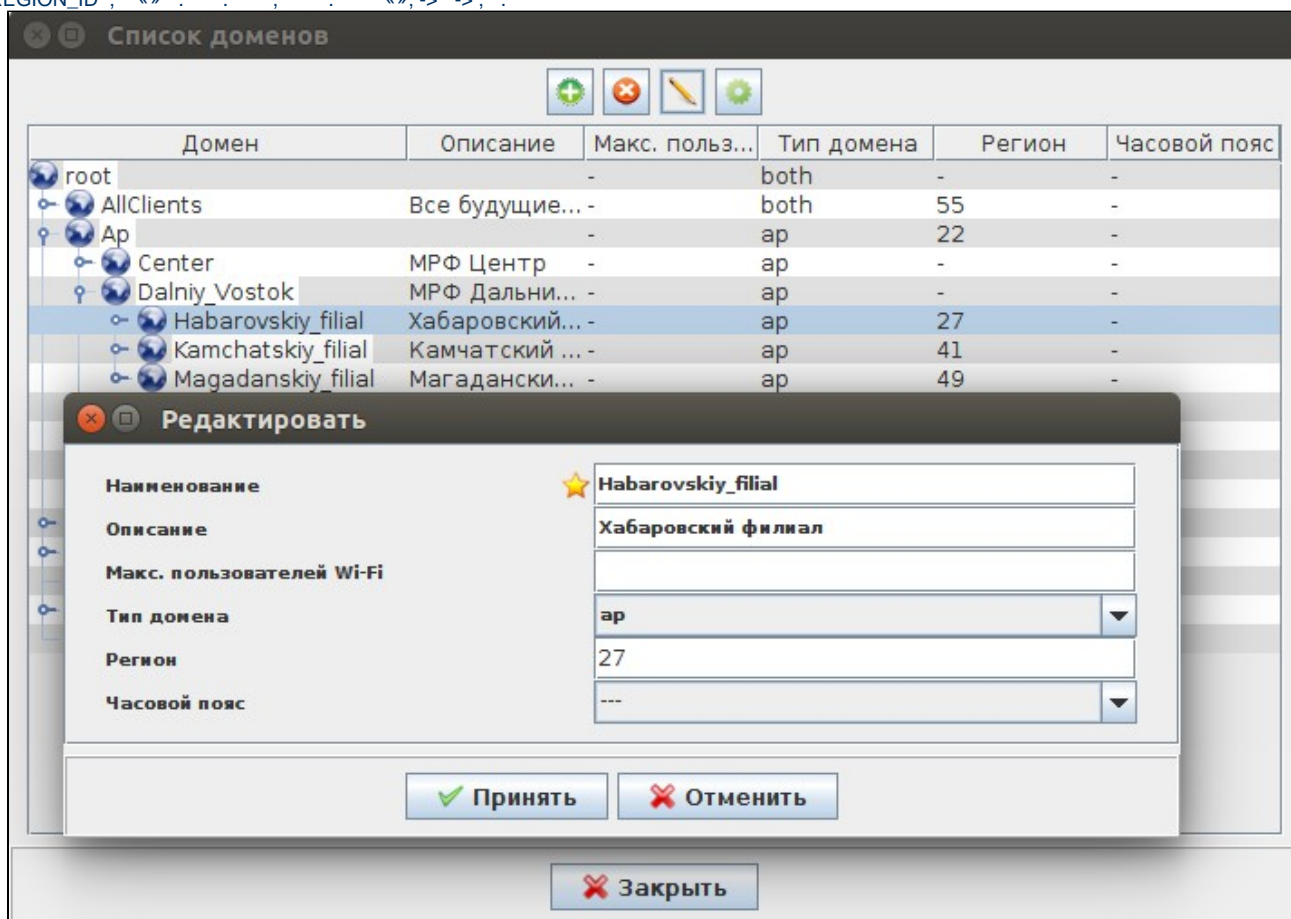 REGION_ID , « » . . , . « », -> -> , .
Список доменов
Домен Описание Макс. польз... Тип домена Регион Часовой пояс
root - both - -
AllClients Все будущие... - both 55 -
Ap - ap 22 -
Center МРФ Центр - ap - -
Dalniy_Vostok МРФ Дальни... - ap - -
Habarovskiy_filial Хабаровский... - ap 27 -
Kamchatskiy_filial Камчатский ... - ap 41 -
Magadanskiy_filial Магадански... - ap 49 -
Редактировать
Наименование Habarovskiy_filial
Описание Хабаровский филиал
Макс. пользователей Wi-Fi
Тип домена ap
Регион 27
Часовой пояс ---
Принять Отменить
Закрыть